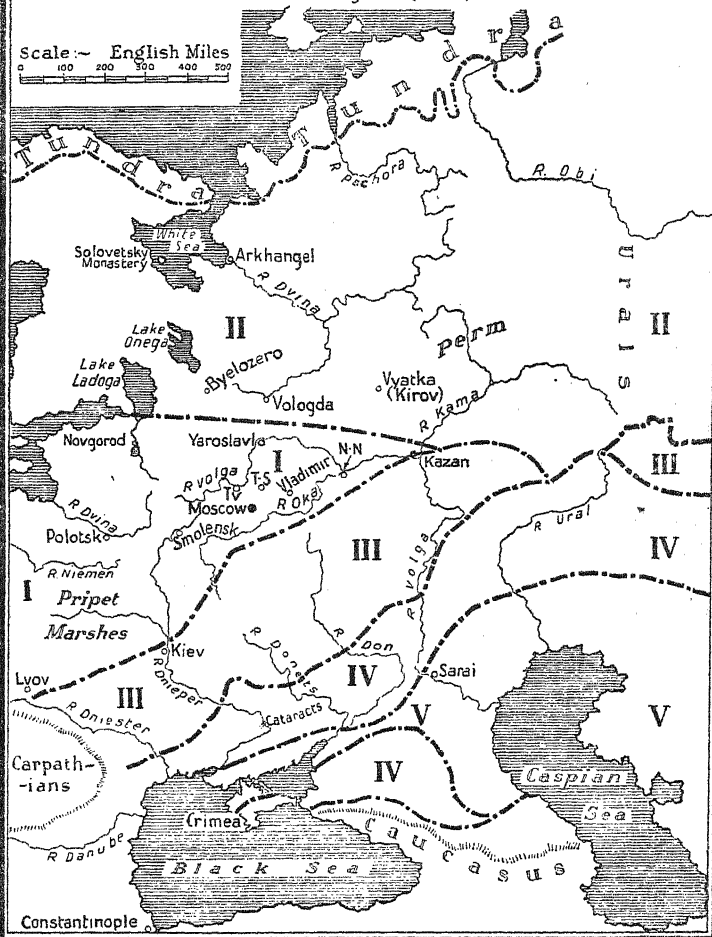 Scale:~ English Miles
0 100 200 300 400 500
Tundra
Tundra
R Pechora
R. Obi
White
Sea
Solovetsky
Monastery
Arkhangel
R Dvina
Urals
II
II
Lake
Onega
Perm
Lake
Ladoga
Byelozero
Vyatka
(Kirov)
Vologda
R Kama
Novgorod
Yaroslavla
N-N
I
Kazan
III
R Volga
T-S
Vladimir
Tv
Moscow
R Oka
R Dvina
Smolensk
Polotsk
R Ural
III
R Volga
IV
R. Niemen
I
Pripet
Marshes
Kiev
R Don
R Donets
Lvov
R Dnieper
IV
Sarai
III
R Dniester
Cataracts
V
V
Carpath-
-ians
IV
Caspian
Sea
Crimea
Caucasus
R Danube
Black Sea
Constantinople